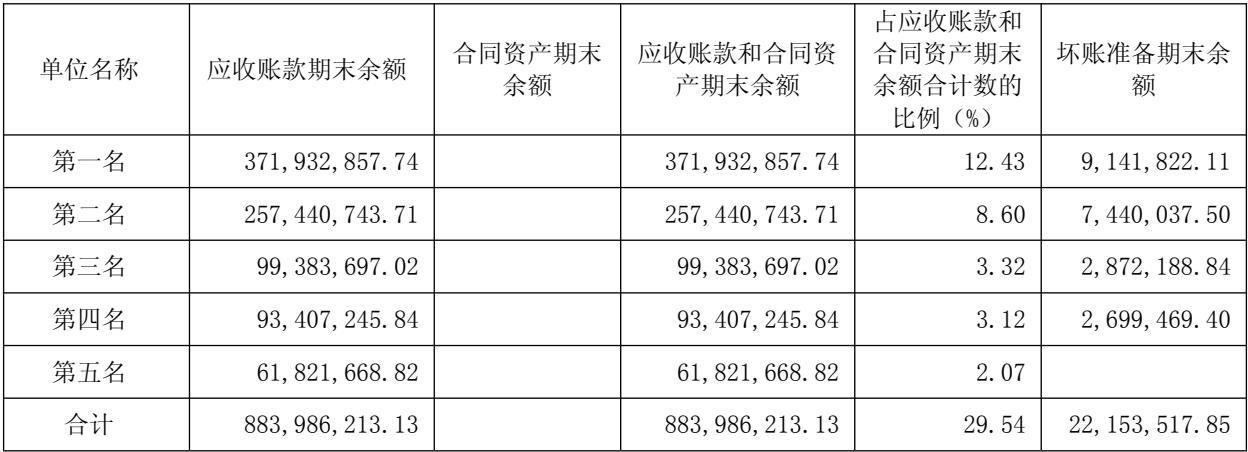 单位名称 应收账款期末余额 合同资产期末余额 应收账款和合同资产期末余额 占应收账款和合同资产期末余额合计数的比例（%） 坏账准备期末余额
第一名 371,932,857.74 371,932,857.74 12.43 9,141,822.11
第二名 257,440,743.71 257,440,743.71 8.60 7,440,037.50
第三名 99,383,697.02 99,383,697.02 3.32 2,872,188.84
第四名 93,407,245.84 93,407,245.84 3.12 2,699,469.40
第五名 61,821,668.82 61,821,668.82 2.07
合计 883,986,213.13 883,986,213.13 29.54 22,153,517.85